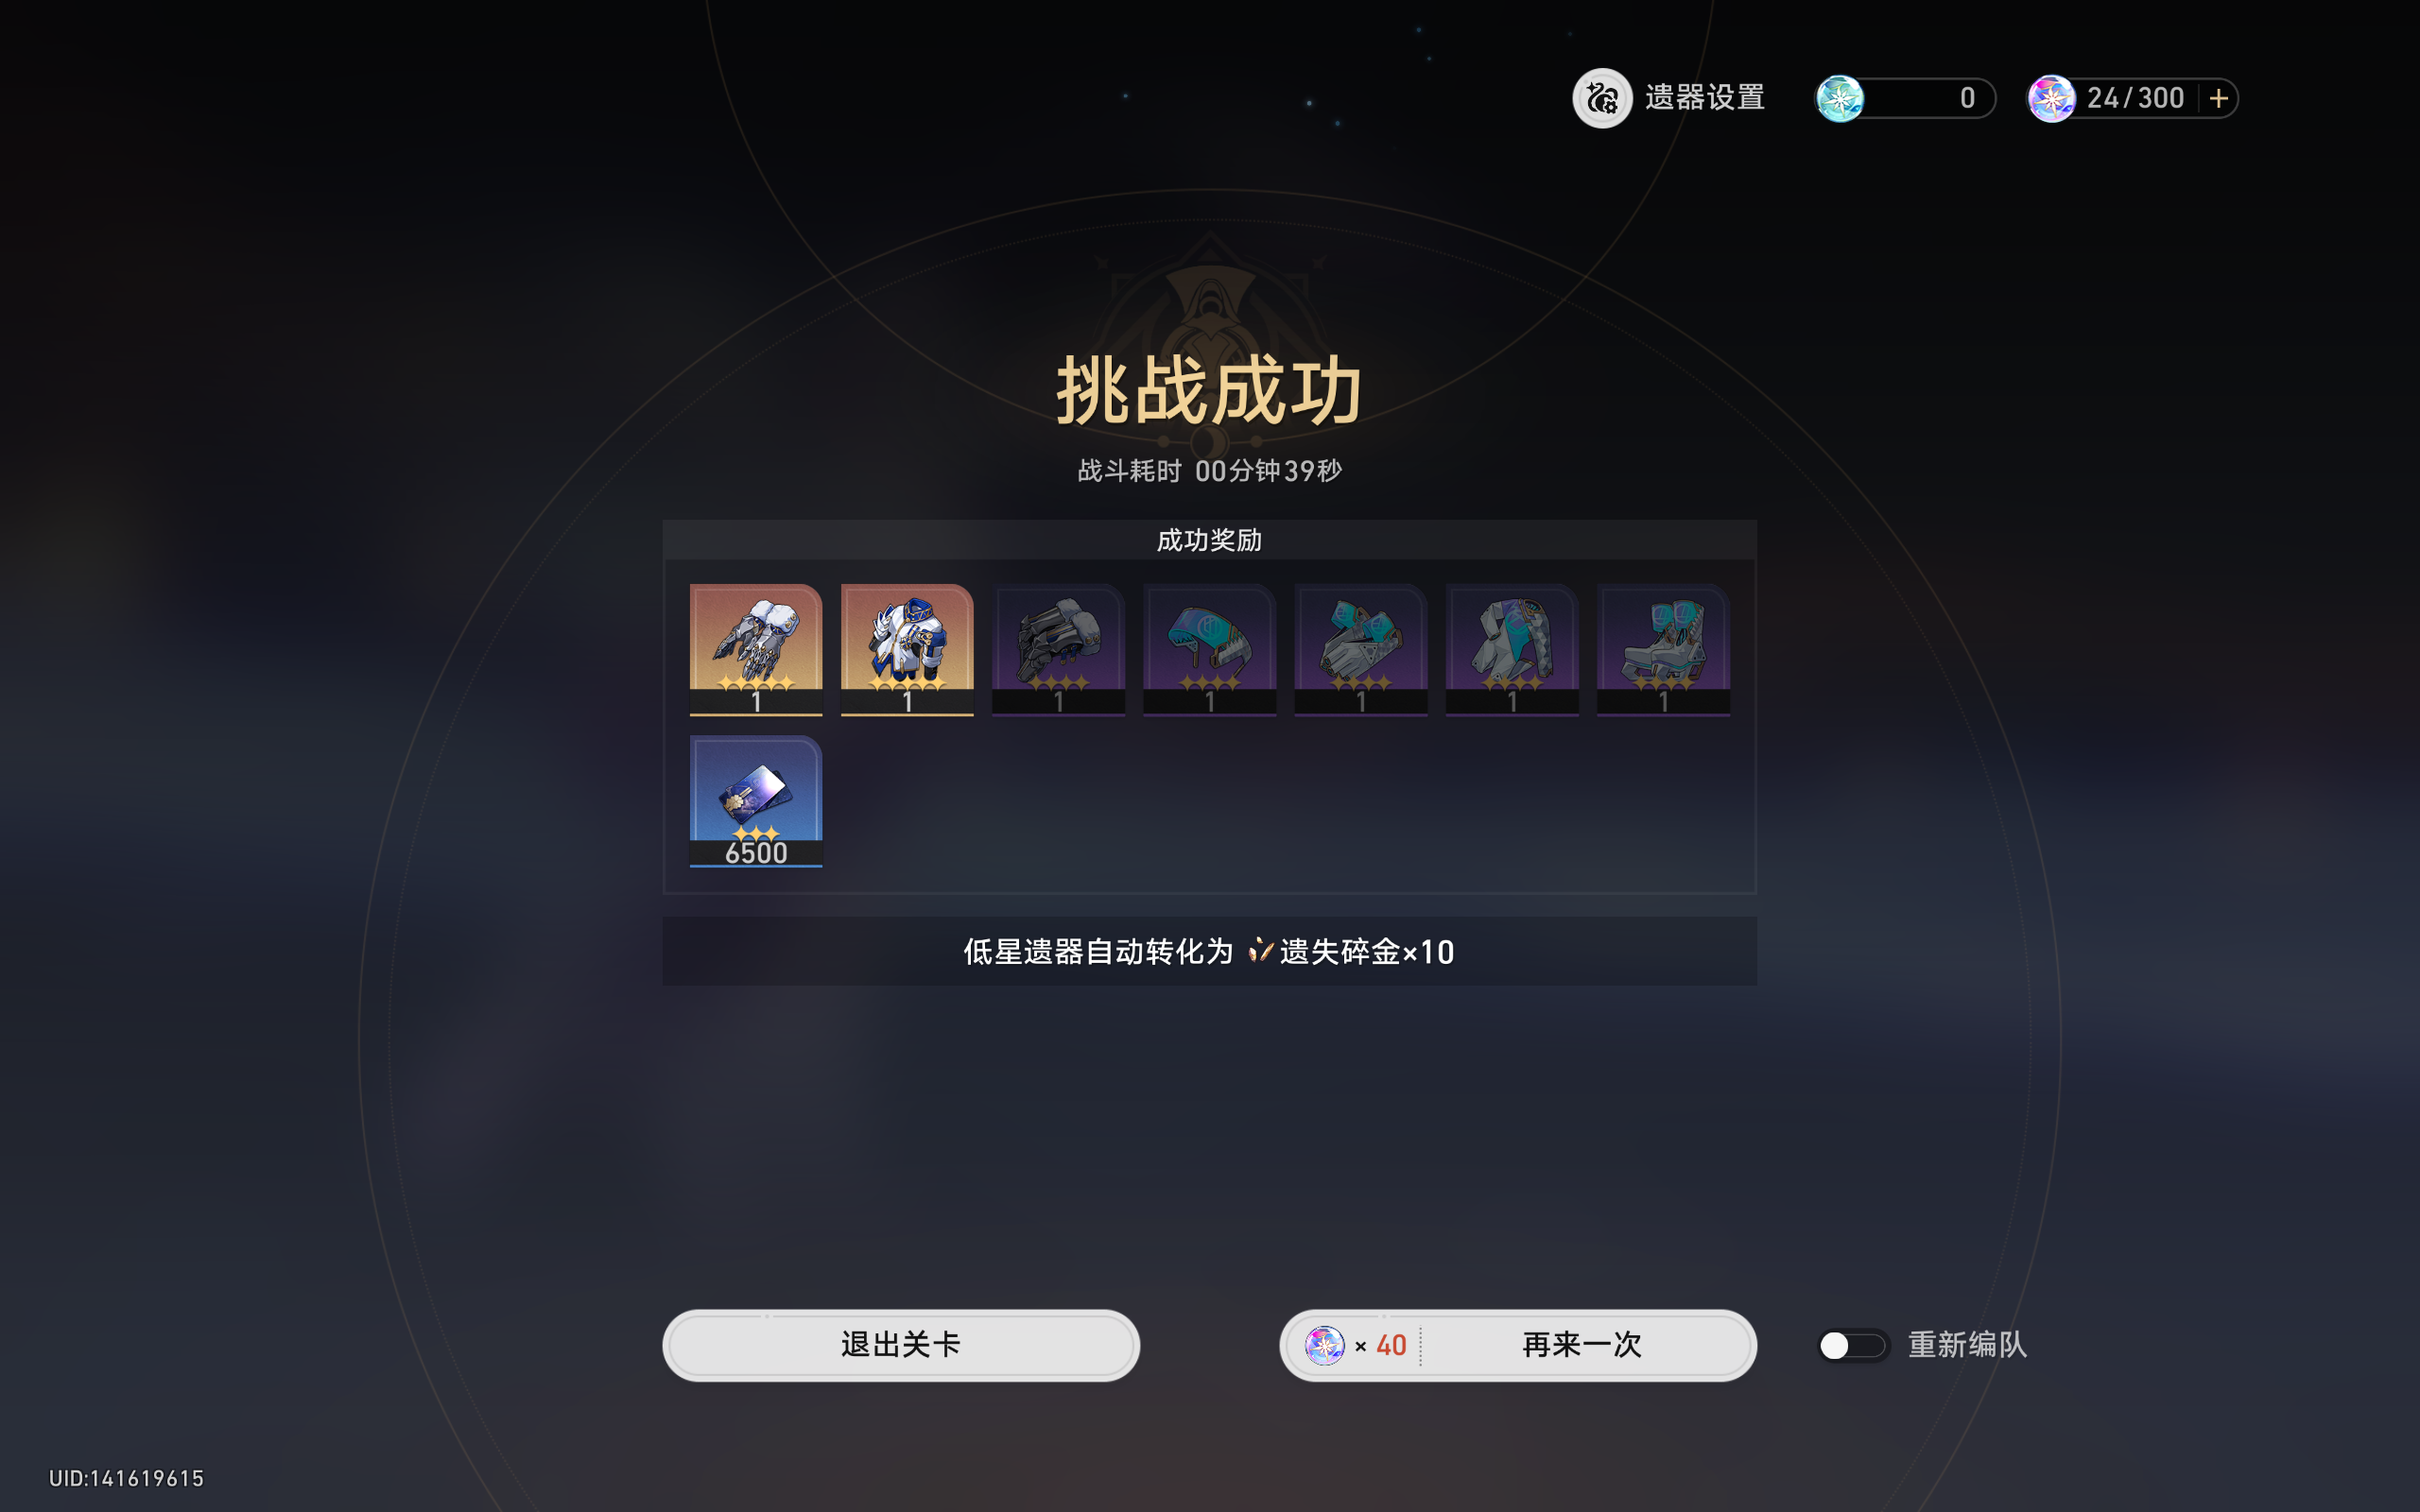 遗器设置
0
24/300
挑战成功
战斗耗时 00分钟39秒
成功奖励
1 1 1 1 1 1 1
6500
低星遗器自动转化为 遗失碎金×10
退出关卡
× 40 再来一次
重新编队
UID:141619615